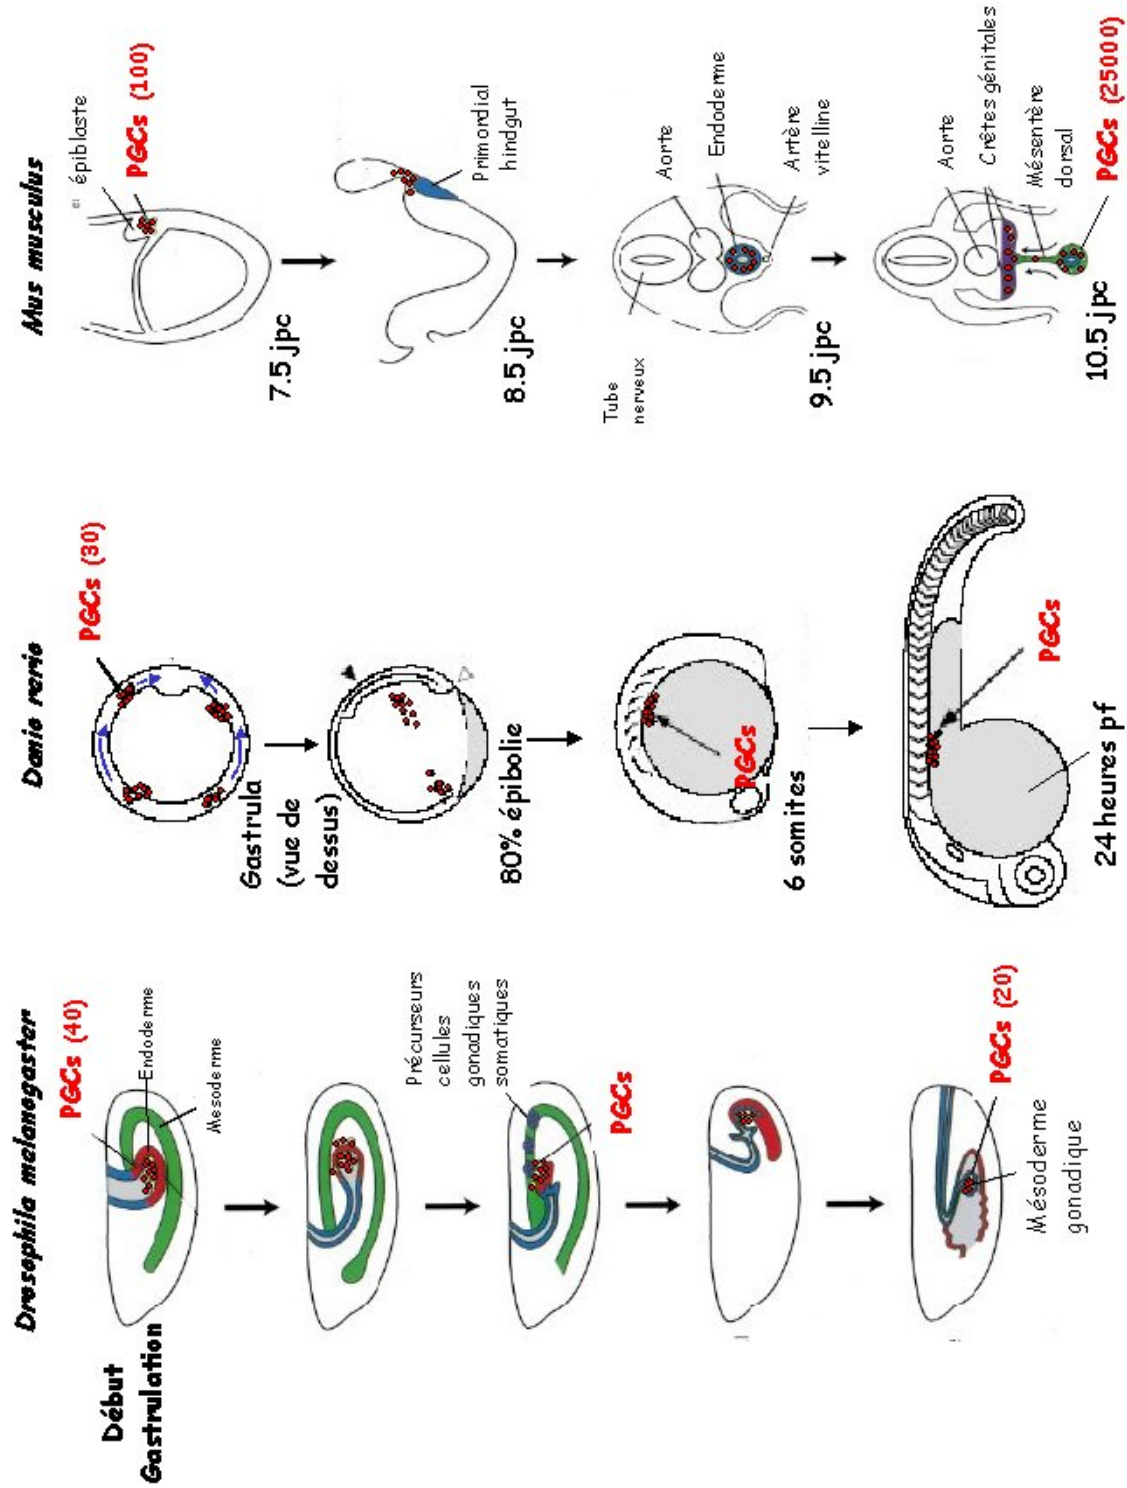 Drosophila melanogaster
Début
Gastrulation
PGCs (40)
Endoderme
Mesoderme
Précurseurs
cellules
gonadiques
somatiques
PGCs
PGCs (20)
Mésoderme
gonadique
Danio rerio
PGCs (30)
Gastrula
(vue de
dessus)
80% épibolie
PGCs
6 somites
PGCs
24 heures pf
Mus musculus
épiblaste
PGCs (100)
7.5 jpc
Primordial
hindgut
8.5 jpc
Tube
nerveux
Aorte
Endoderme
Artère
vitelline
9.5 jpc
Aorte
Crêtes génitales
Mésentère
dorsal
PGCs (25000)
10.5 jpc